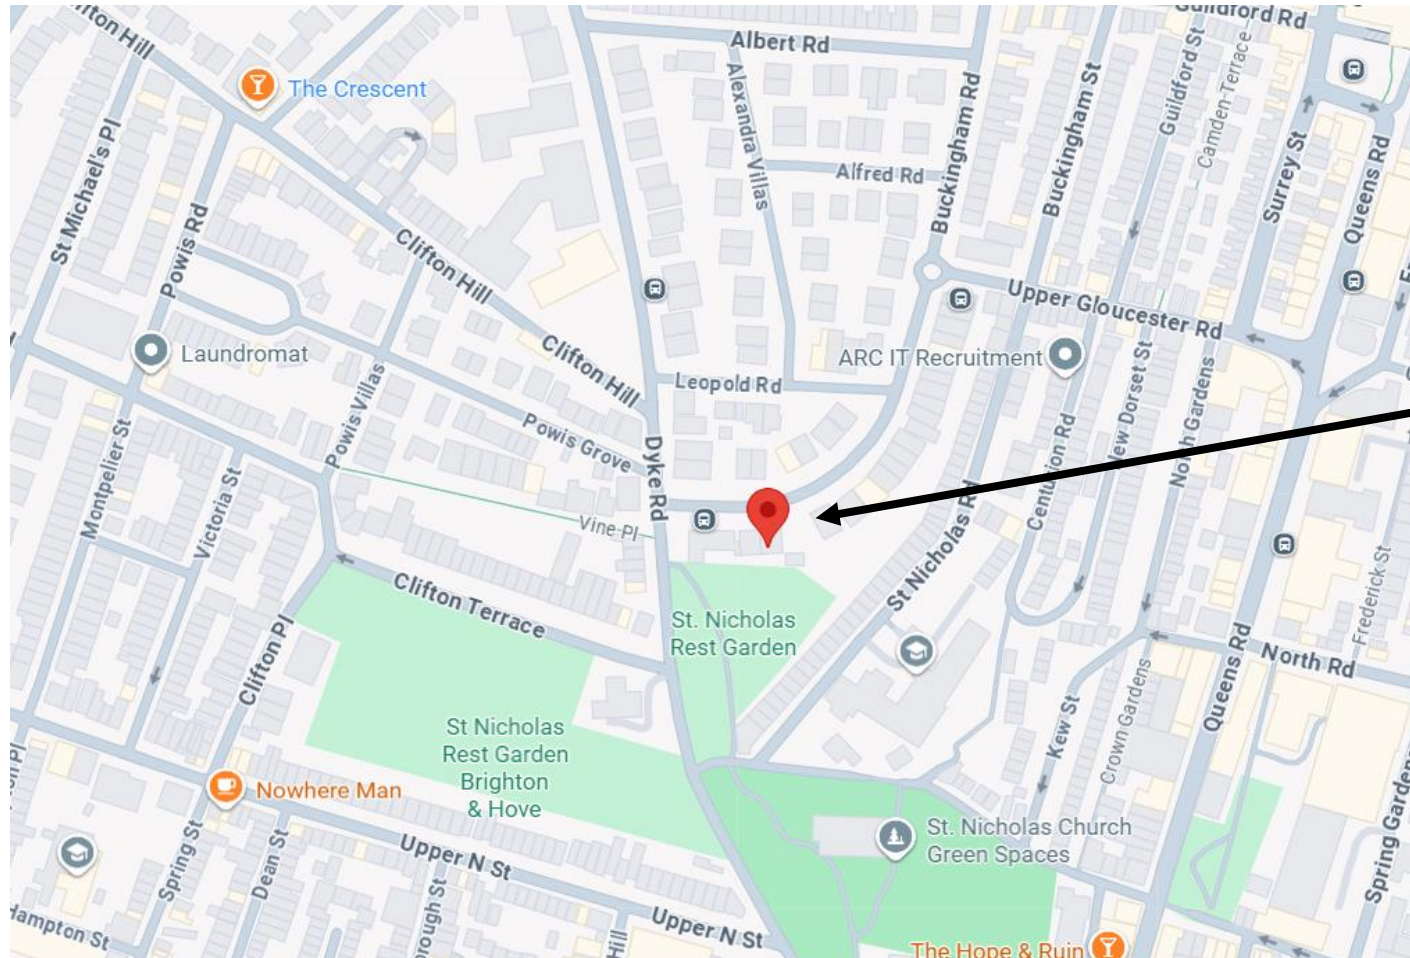 Clifton Hill
The Crescent
Albert Rd
Guildford Rd
Alexandra Villas
Buckingham Rd
Buckingham St
Guildford St
Camden Terrace
Surrey St
Queens Rd
Alfred Rd
St Michael's Pl
Powis Rd
Clifton Hill
Upper Gloucester Rd
Laundromat
Clifton Hill
ARC IT Recruitment
Leopold Rd
Powis Villas
Powis Grove
Dyke Rd
Montpelier St
Victoria St
Vine Pl
St Nicholas Rd
Centurion Rd
New Dorset St
North Gardens
Frederick St
Clifton Terrace
St. Nicholas
Rest Garden
Clifton Pl
Queens Rd
North Rd
Kew St
Crown Gardens
St Nicholas
Rest Garden
Brighton
& Hove
Nowhere Man
St. Nicholas Church
Green Spaces
Upper N St
Spring St
Dean St
Spring Gardens
Upper N St
Hampton St
Hill
The Hope & Ruin